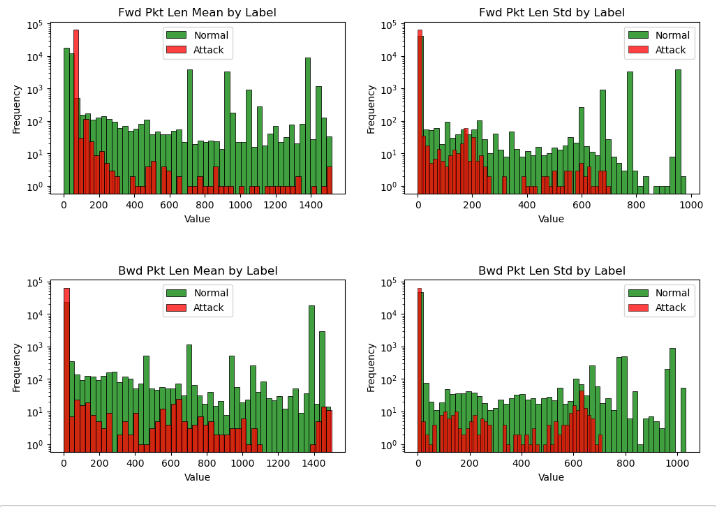 Fwd Pkt Len Mean by Label
Fwd Pkt Len Std by Label
10⁵
10⁴
10³
10²
10¹
10⁰
Frequency
Normal
Attack
0 200 400 600 800 1000 1200 1400
Value
10⁵
10⁴
10³
10²
10¹
10⁰
Frequency
Normal
Attack
0 200 400 600 800 1000
Value
Bwd Pkt Len Mean by Label
Bwd Pkt Len Std by Label
10⁵
10⁴
10³
10²
10¹
10⁰
Frequency
Normal
Attack
0 200 400 600 800 1000 1200 1400
Value
10⁵
10⁴
10³
10²
10¹
10⁰
Frequency
Normal
Attack
0 200 400 600 800 1000
Value